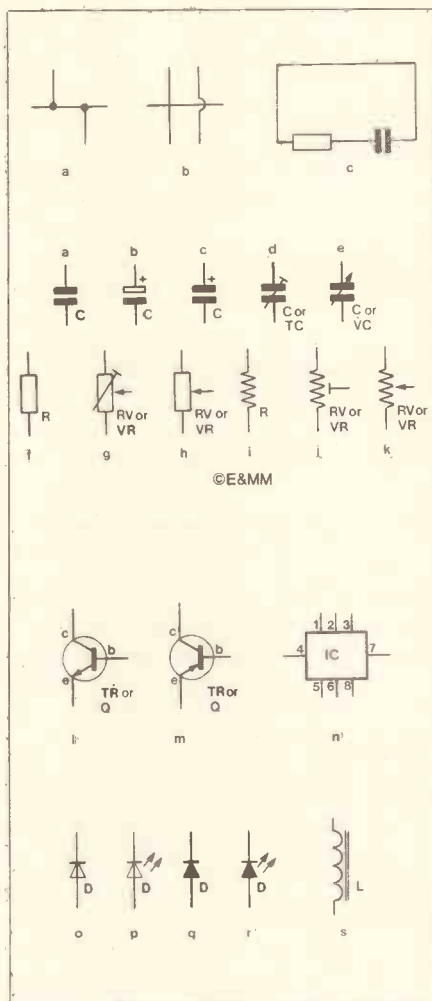 a b c
a b c d e
+ +
C C C C or TC C or VC
R RV or VR RV or VR R RV or VR RV or VR
f g h i j k
©E&MM
c b e TR or Q
c b e TR or Q
1 2 3
4 IC 7
5 6 8
l m n
D D D D L
o p q r s